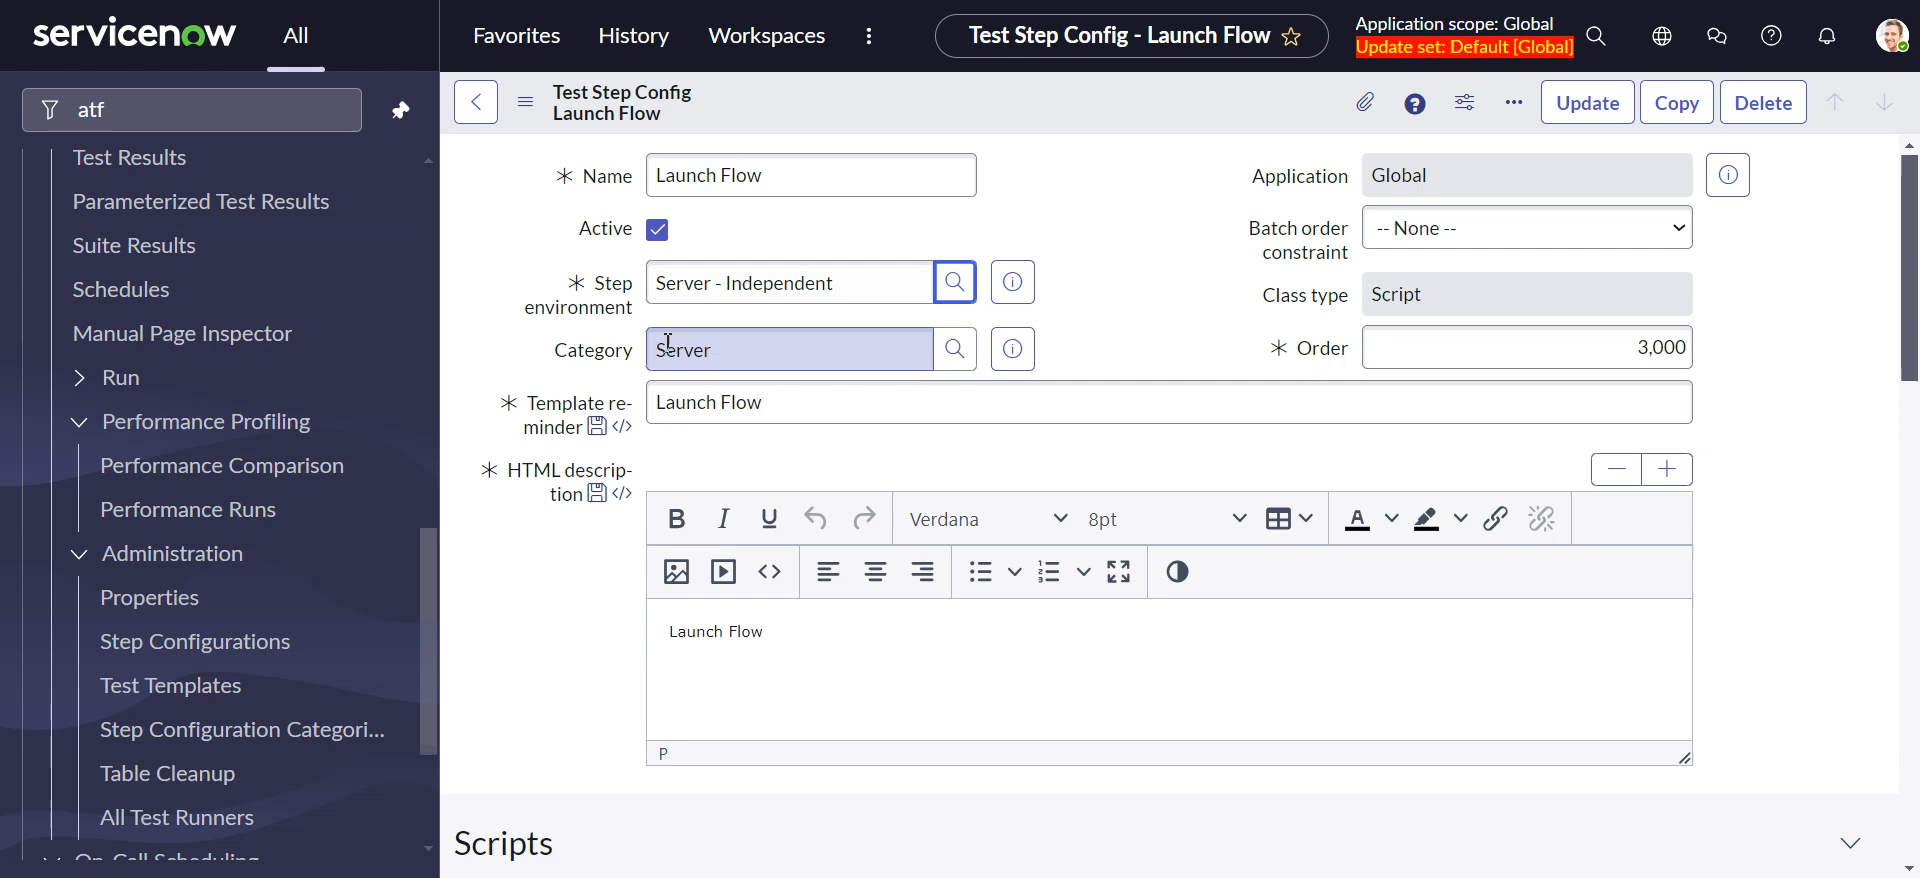 servicenow
All
Favorites
History
Workspaces
Test Step Config - Launch Flow
Application scope: Global
Update set: Default [Global]
atf
Test Results
Parameterized Test Results
Suite Results
Schedules
Manual Page Inspector
Run
Performance Profiling
Performance Comparison
Performance Runs
Administration
Properties
Step Configurations
Test Templates
Step Configuration Categori...
Table Cleanup
All Test Runners
On-Call Scheduling
Test Step Config
Launch Flow
Update
Copy
Delete
Name
Launch Flow
Active
Step
environment
Server - Independent
Category
Server
Application
Global
Batch order
constraint
-- None --
Class type
Script
Order
3,000
Template re-
minder
Launch Flow
HTML descrip-
tion
Verdana
8pt
Launch Flow
P
Scripts